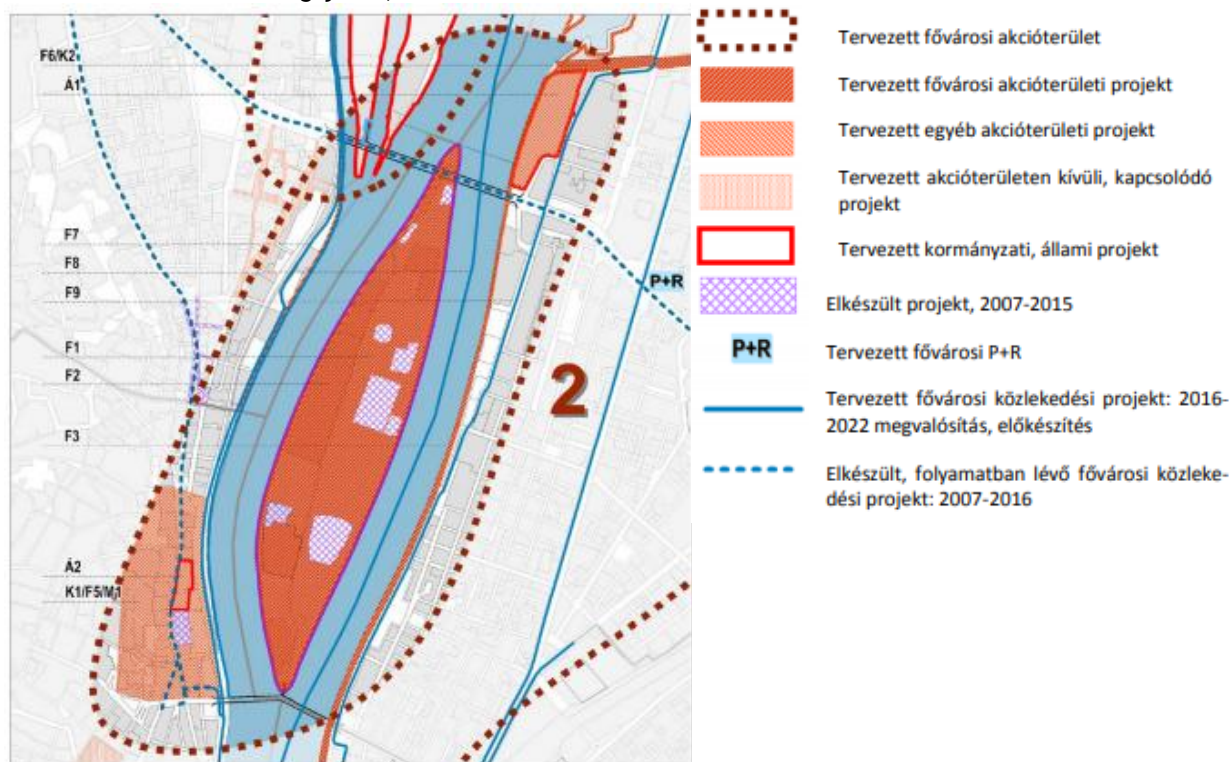 F6/K2
Á1
F7
F8
F9
F1
F2
F3
Á2
K1/F5/M1
P+R
2
Tervezett fővárosi akcióterület
Tervezett fővárosi akcióterületi projekt
Tervezett egyéb akcióterületi projekt
Tervezett akcióterületen kívüli, kapcsolódó
projekt
Tervezett kormányzati, állami projekt
Elkészült projekt, 2007-2015
P+R
Tervezett fővárosi P+R
Tervezett fővárosi közlekedési projekt: 2016-
2022 megvalósítás, előkészítés
Elkészült, folyamatban lévő fővárosi közleke-
dési projekt: 2007-2016